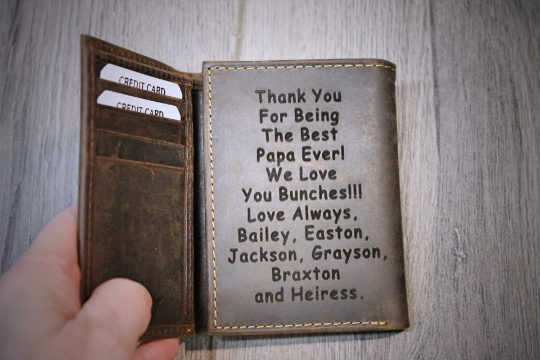 CREDIT CARD
CREDIT CARD
Thank You
For Being
The Best
Papa Ever!
We Love
You Bunches!!!
Love Always,
Bailey, Easton,
Jackson, Grayson,
Braxton
and Heiress.